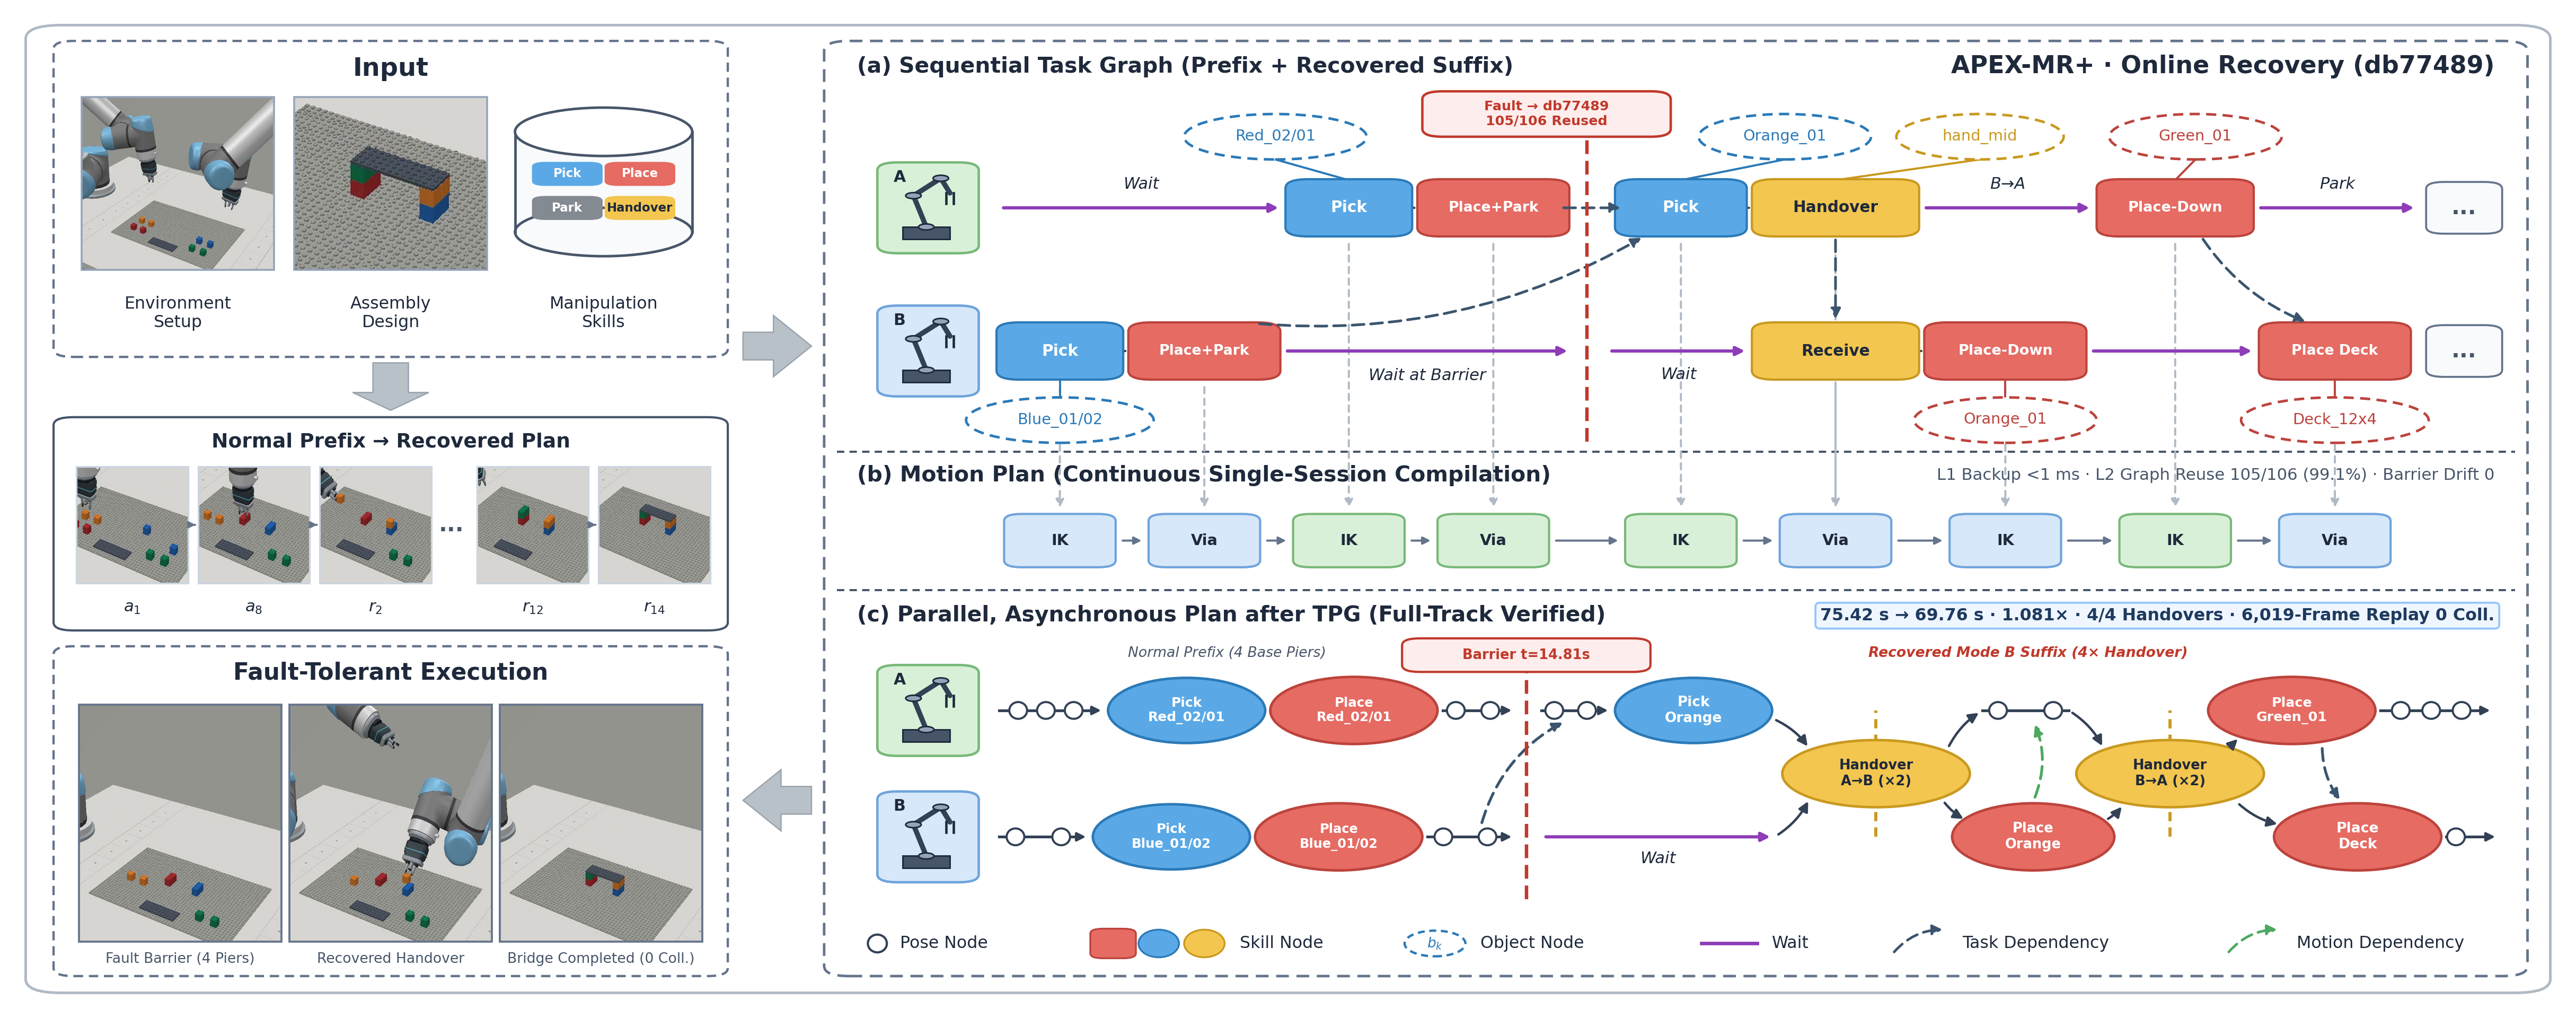 Input
Pick
Place
Park
Handover
Environment
Setup
Assembly
Design
Manipulation
Skills
Normal Prefix → Recovered Plan
...
a₁
a₈
r₂
r₁₂
r₁₄
Fault-Tolerant Execution
Fault Barrier (4 Piers)
Recovered Handover
Bridge Completed (0 Coll.)
(a) Sequential Task Graph (Prefix + Recovered Suffix)
APEX-MR+ · Online Recovery (db77489)
Fault → db77489
105/106 Reused
Red_02/01
Orange_01
hand_mid
Green_01
A
Wait
Pick
Place+Park
Pick
Handover
B→A
Place-Down
Park
...
B
Pick
Place+Park
Wait at Barrier
Wait
Receive
Place-Down
Place Deck
...
Blue_01/02
Orange_01
Deck_12x4
(b) Motion Plan (Continuous Single-Session Compilation)
L1 Backup <1 ms · L2 Graph Reuse 105/106 (99.1%) · Barrier Drift 0
IK
Via
IK
Via
IK
Via
IK
IK
Via
(c) Parallel, Asynchronous Plan after TPG (Full-Track Verified)
75.42 s → 69.76 s · 1.081× · 4/4 Handovers · 6,019-Frame Replay 0 Coll.
Normal Prefix (4 Base Piers)
Barrier t=14.81s
Recovered Mode B Suffix (4× Handover)
A
Pick
Red_02/01
Place
Red_02/01
Pick
Orange
Handover
A→B (×2)
Handover
B→A (×2)
Place
Green_01
B
Pick
Blue_01/02
Place
Blue_01/02
Wait
Place
Orange
Place
Deck
Pose Node
Skill Node
bₖ
Object Node
Wait
Task Dependency
Motion Dependency